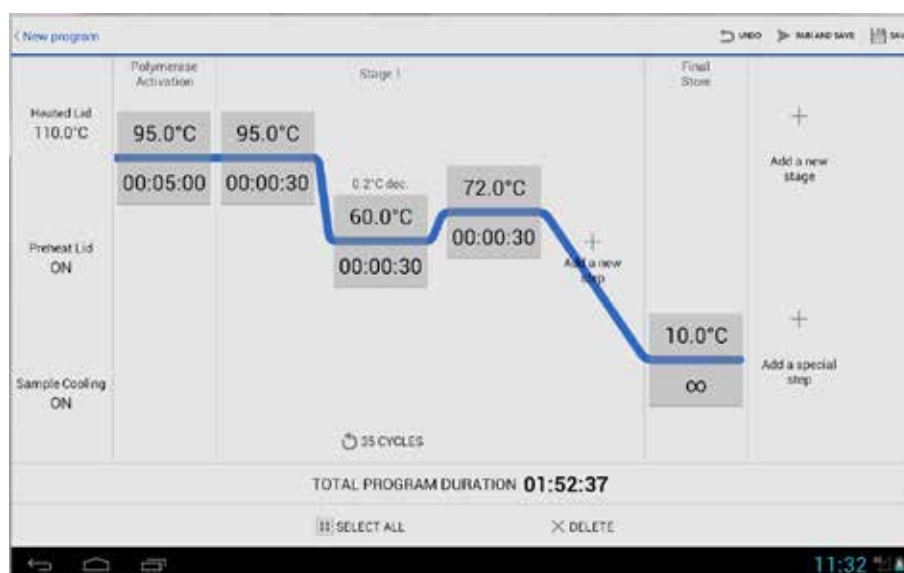 New program
UNDO
RUN AND SAVE
Polymerase
Activation
Stage 1
Final
Store
Heated Lid
110.0°C
95.0°C
95.0°C
00:05:00
00:00:30
0.2°C dec.
60.0°C
00:00:30
72.0°C
00:00:30
Add a new
step
Add a new
stage
Preheat Lid
ON
10.0°C
∞
Add a special
step
Sample Cooling
ON
35 CYCLES
TOTAL PROGRAM DURATION 01:52:37
SELECT ALL
DELETE
11:32